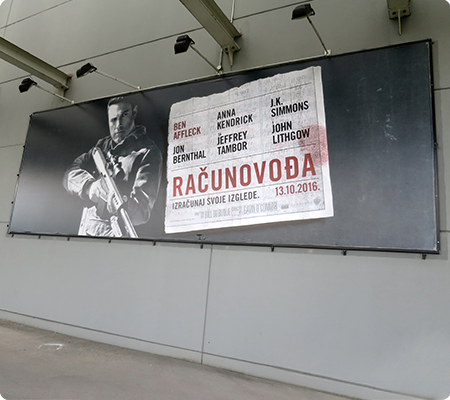 BEN AFFLECK
ANNA KENDRICK
J.K. SIMMONS
JON BERNTHAL
JEFFREY TAMBOR
JOHN LITHGOW
RAČUNOVOĐA
IZRAČUNAJ SVOJE IZGLEDE.
13.10.2016.